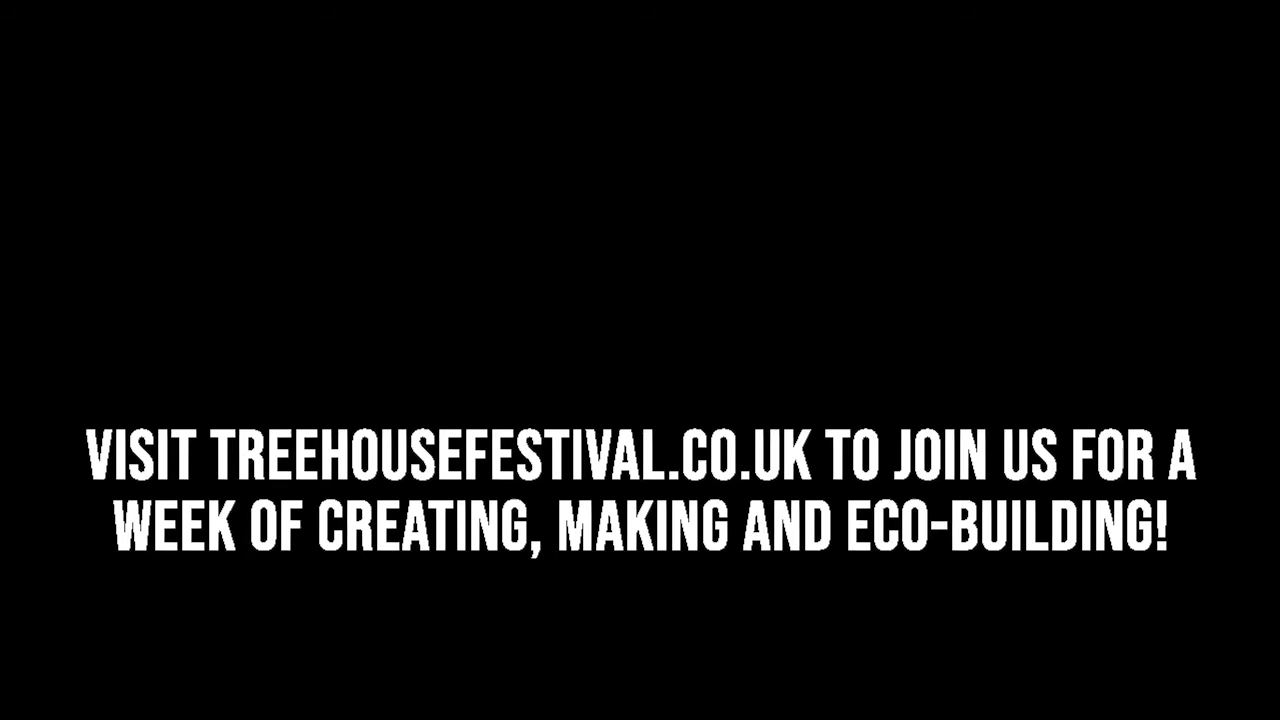 VISIT TREEHOUSEFESTIVAL.CO.UK TO JOIN US FOR A
WEEK OF CREATING, MAKING AND ECO-BUILDING!